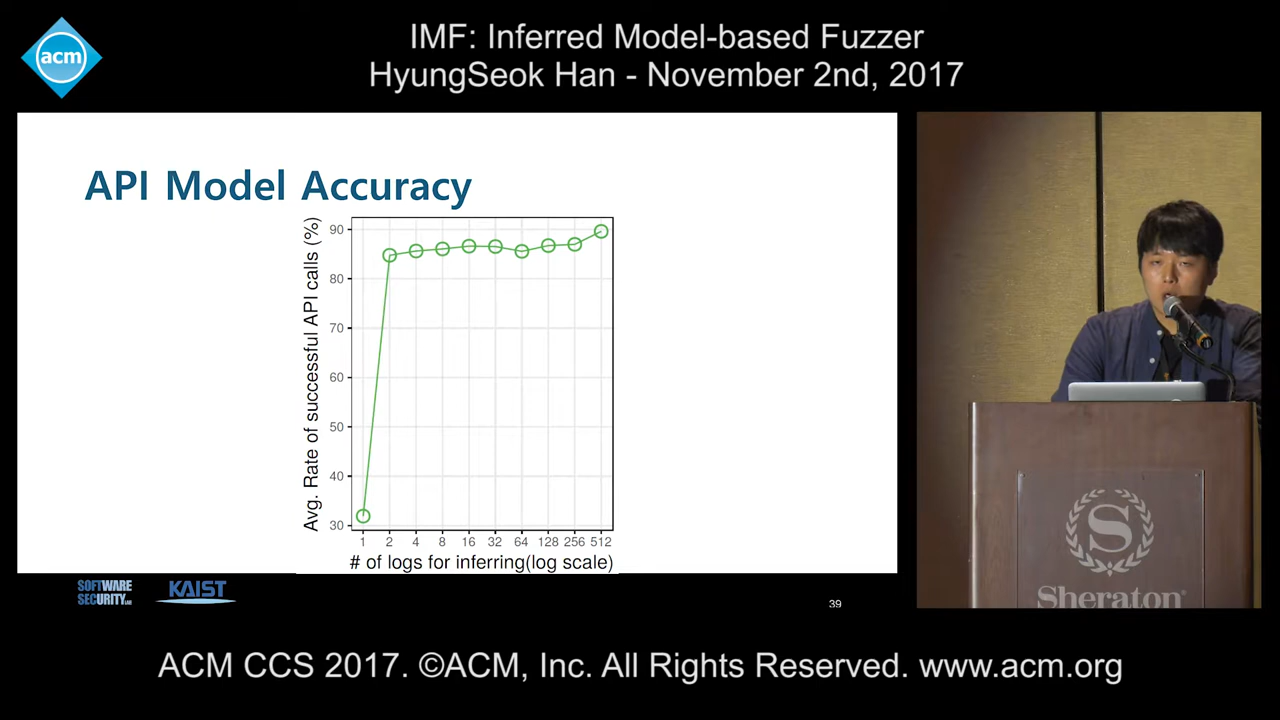 IMF: Inferred Model-based Fuzzer
HyungSeok Han - November 2nd, 2017
acm
API Model Accuracy
Avg. Rate of successful API calls (%)
90
80
70
60
50
40
30
1 2 4 8 16 32 64 128 256 512
# of logs for inferring(log scale)
SOFTWARE
SECURITY LAB
KAIST
39
S
Sheraton
ACM CCS 2017. ©ACM, Inc. All Rights Reserved. www.acm.org